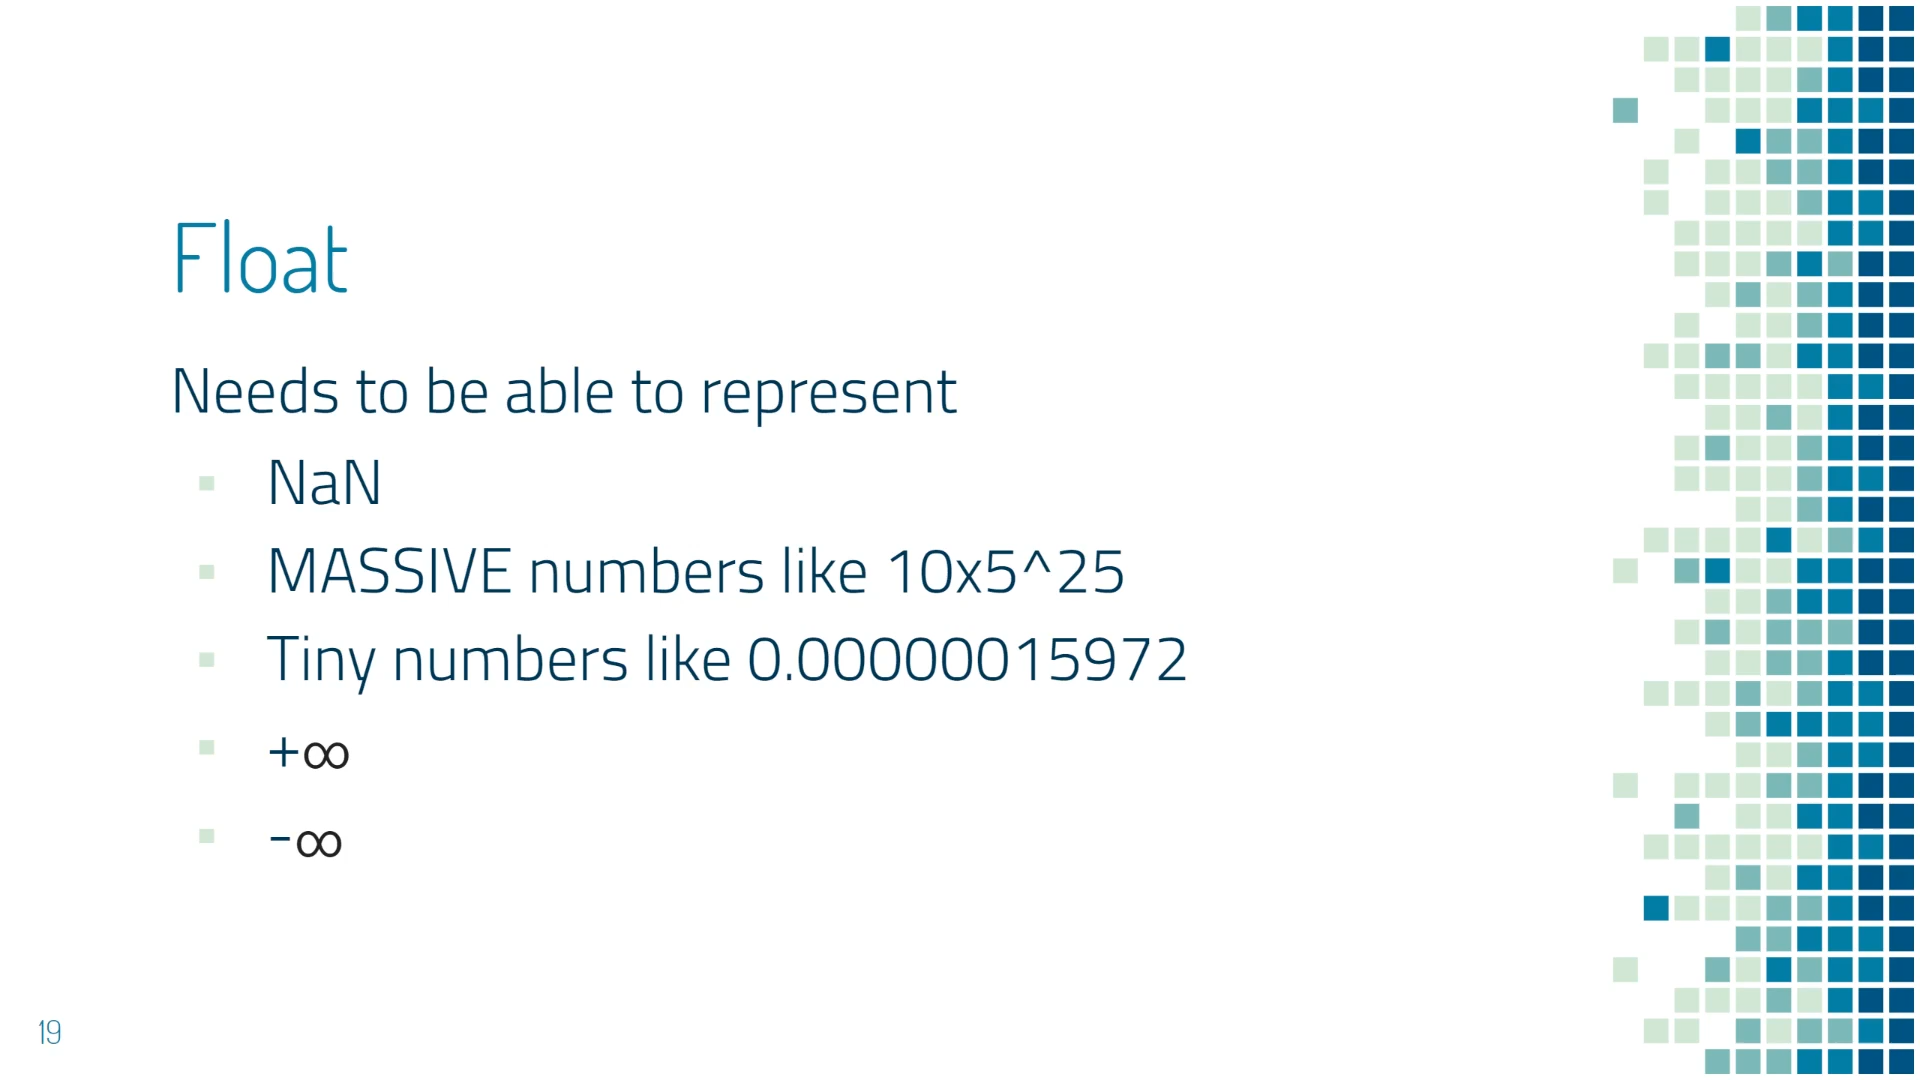 Float
Needs to be able to represent
NaN
MASSIVE numbers like 10x5^25
Tiny numbers like 0.00000015972
+∞
-∞
19